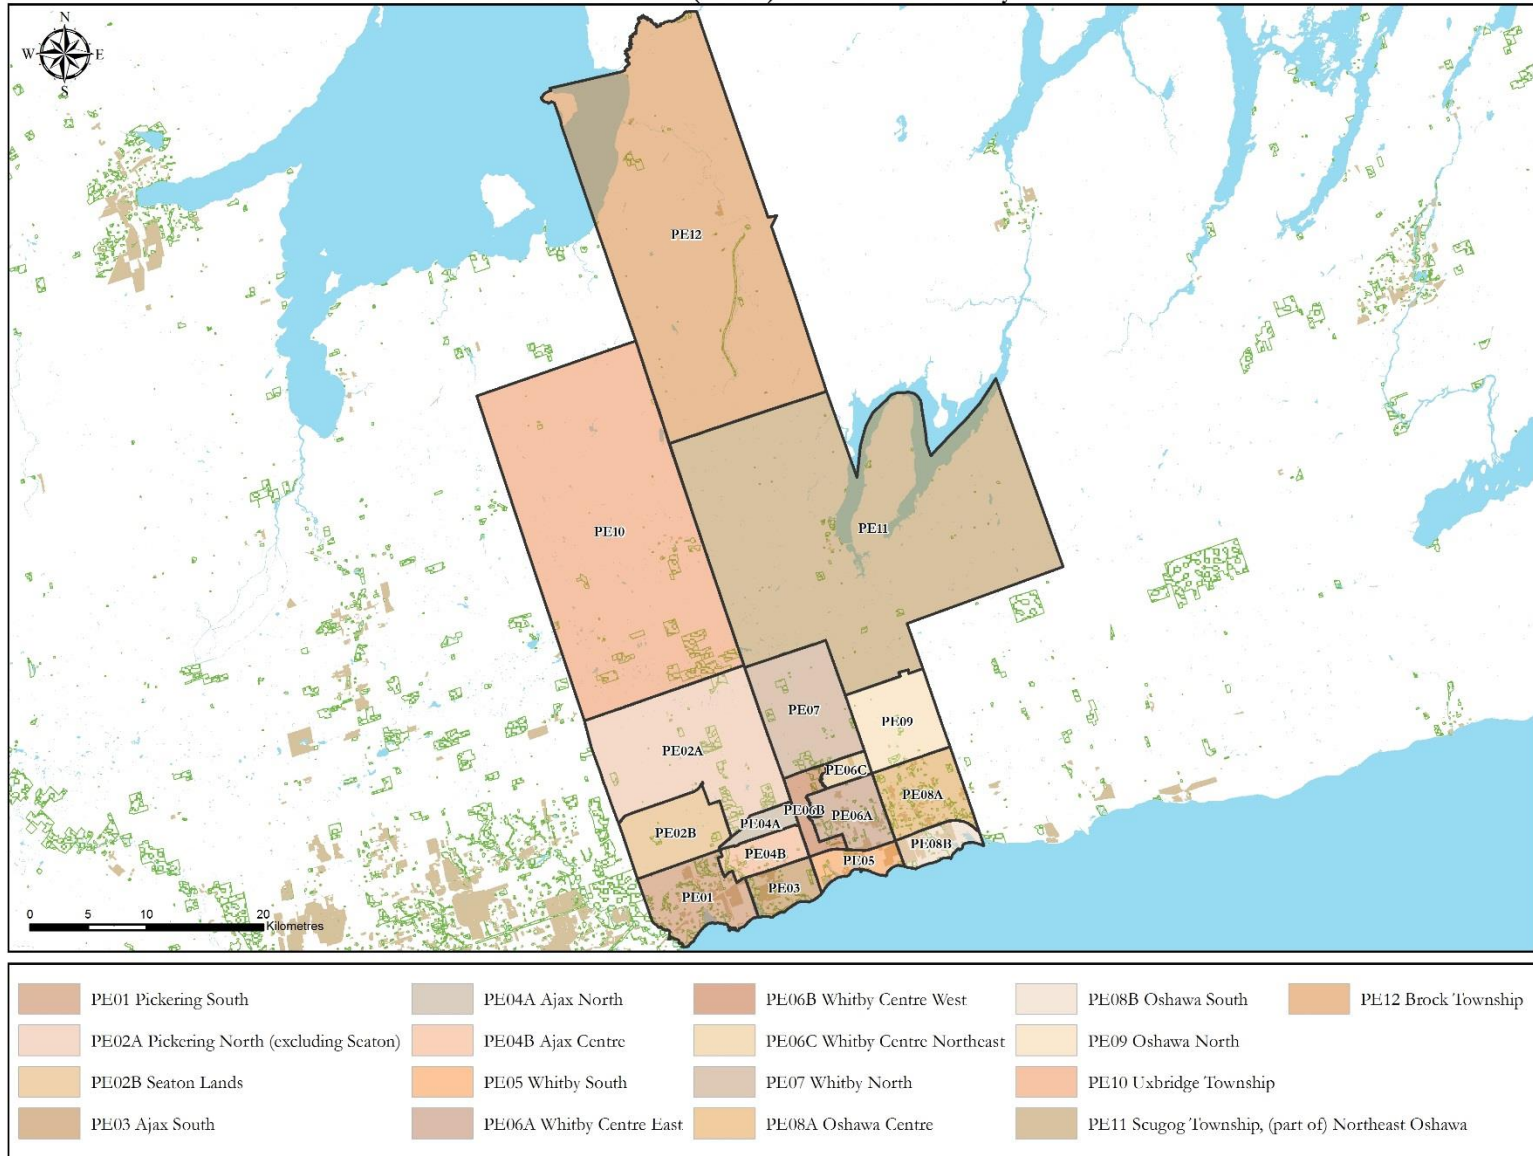 N
W E
S
PE12
PE10
PE11
PE07
PE09
PE02A
PE06C
PE08A
PE06B
PE06A
PE04A
PE02B
PE08B
PE04B
PE05
PE03
PE01
0 5 10 20
Kilometres
PE01 Pickering South
PE02A Pickering North (excluding Seaton)
PE02B Seaton Lands
PE03 Ajax South
PE04A Ajax North
PE04B Ajax Centre
PE05 Whitby South
PE06A Whitby Centre East
PE06B Whitby Centre West
PE06C Whitby Centre Northeast
PE07 Whitby North
PE08A Oshawa Centre
PE08B Oshawa South
PE09 Oshawa North
PE10 Uxbridge Township
PE11 Scugog Township, (part of) Northeast Oshawa
PE12 Brock Township